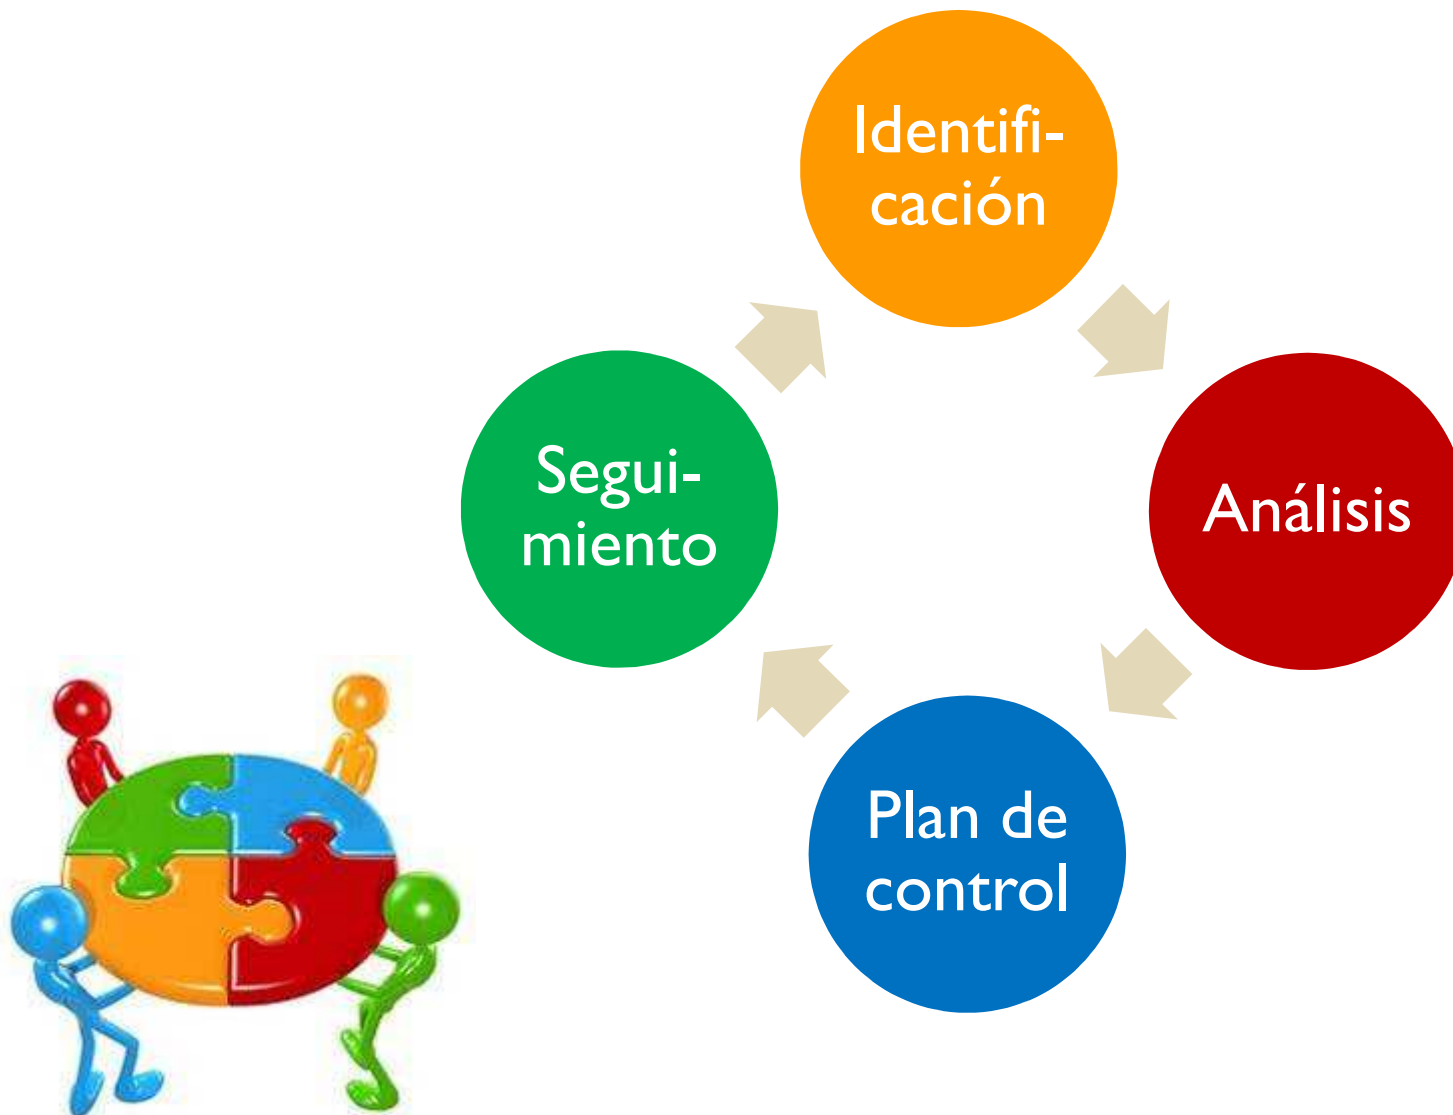 Identifi-
cación
Análisis
Plan de
control
Segui-
miento